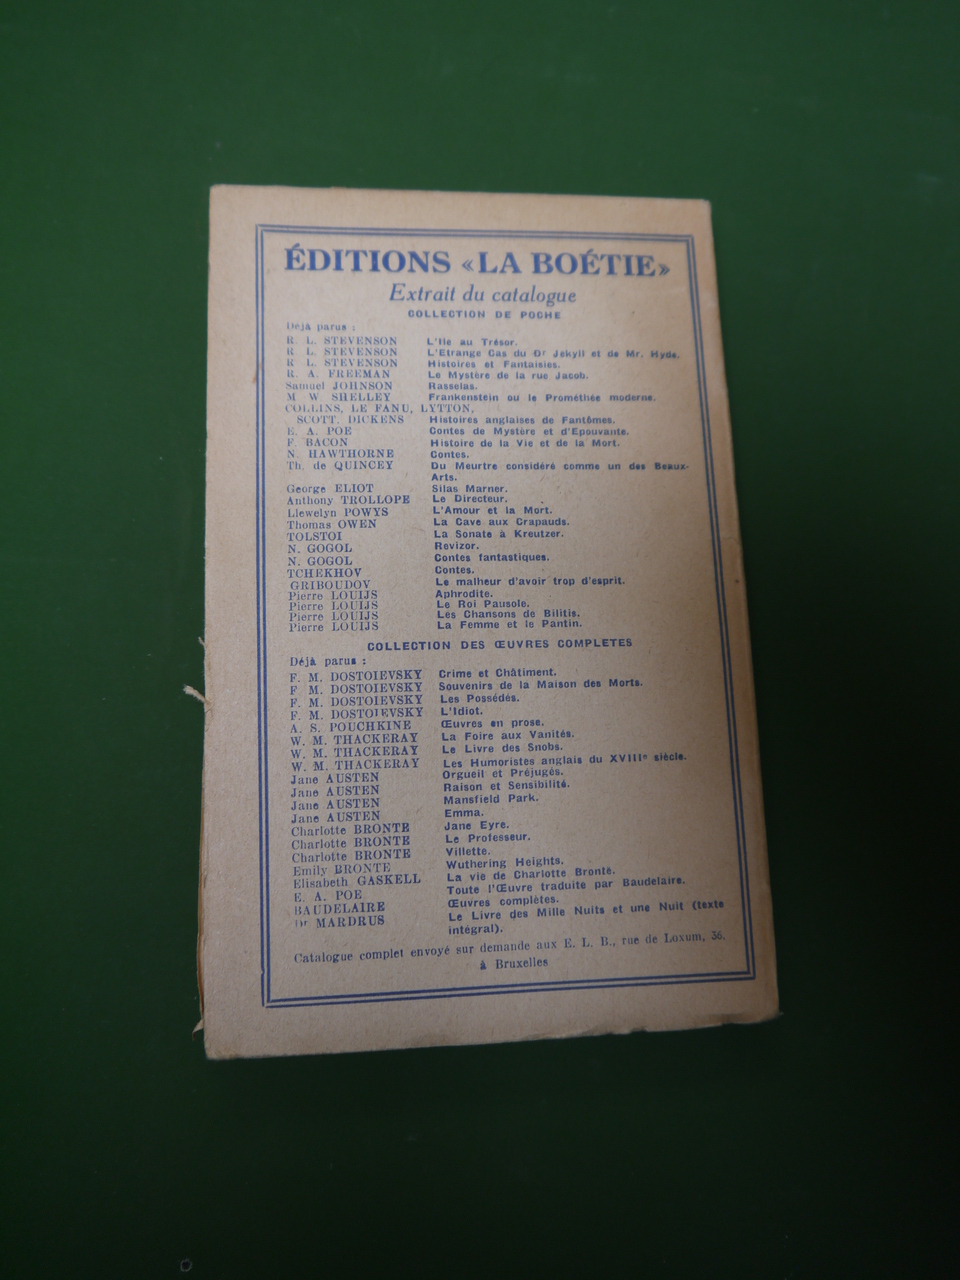 ÉDITIONS «LA BOÉTIE»
Extrait du catalogue
COLLECTION DE POCHE
Déjà parus :
R. L. STEVENSON L'Ile au Trésor.
R. L. STEVENSON L'Etrange Cas du Dr Jekyll et de Mr. Hyde.
R. L. STEVENSON Histoires et Fantaisies.
R. A. FREEMAN Le Mystère de la rue Jacob.
Samuel JOHNSON Rasselas.
M. W. SHELLEY Frankenstein ou le Prométhée moderne.
COLLINS, LE FANU, LYTTON,
SCOTT, DICKENS Histoires anglaises de Fantômes.
E. A. POE Contes de Mystère et d'Epouvante.
F. BACON Histoire de la Vie et de la Mort.
N. HAWTHORNE Contes.
Th. de QUINCEY Du Meurtre considéré comme un des Beaux-
Arts.
George ELIOT Silas Marner.
Anthony TROLLOPE Le Directeur.
Llewelyn POWYS L'Amour et la Mort.
Thomas OWEN La Cave aux Crapauds.
TOLSTOI La Sonate à Kreutzer.
N. GOGOL Revizor.
N. GOGOL Contes fantastiques.
TCHEKHOV Contes.
GRIBOUDOV Le malheur d'avoir trop d'esprit.
Pierre LOUIJS Aphrodite.
Pierre LOUIJS Le Roi Pausole.
Pierre LOUIJS Les Chansons de Bilitis.
Pierre LOUIJS La Femme et le Pantin.
COLLECTION DES ŒUVRES COMPLETES
Déjà parus :
F. M. DOSTOIEVSKY Crime et Châtiment.
F. M. DOSTOIEVSKY Souvenirs de la Maison des Morts.
F. M. DOSTOIEVSKY Les Possédés.
F. M. DOSTOIEVSKY L'Idiot.
A. S. POUCHKINE Œuvres en prose.
W. M. THACKERAY La Foire aux Vanités.
W. M. THACKERAY Le Livre des Snobs.
W. M. THACKERAY Les Humoristes anglais du XVIIIe siècle.
Jane AUSTEN Orgueil et Préjugés.
Jane AUSTEN Raison et Sensibilité.
Jane AUSTEN Mansfield Park.
Jane AUSTEN Emma.
Charlotte BRONTE Jane Eyre.
Charlotte BRONTE Le Professeur.
Charlotte BRONTE Villette.
Emily BRONTE Wuthering Heights.
Elisabeth GASKELL La vie de Charlotte Brontë.
E. A. POE Toute l'Œuvre traduite par Baudelaire.
BAUDELAIRE Œuvres complètes.
Dr MARDRUS Le Livre des Mille Nuits et une Nuit (texte
intégral).
Catalogue complet envoyé sur demande aux E. L. B., rue de Loxum, 36,
à Bruxelles